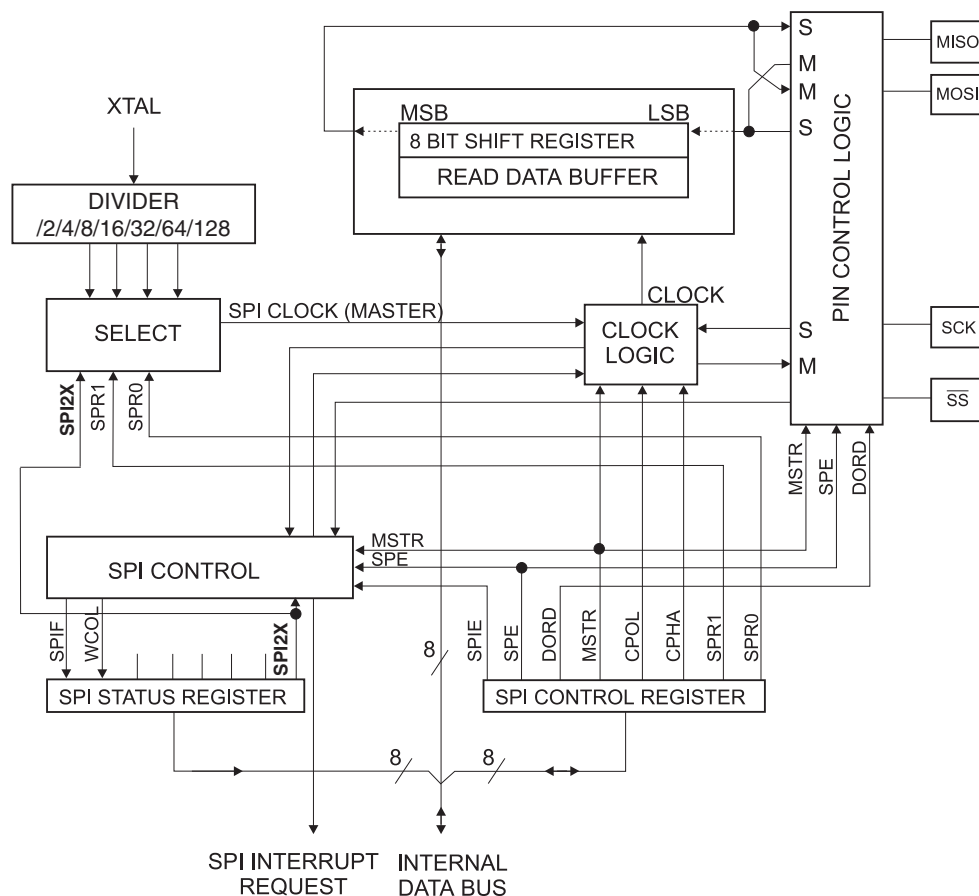 S
MISO
M
M
MOSI
S
PIN CONTROL LOGIC
XTAL
MSB
LSB
8 BIT SHIFT REGISTER
READ DATA BUFFER
DIVIDER
/2/4/8/16/32/64/128
SPI CLOCK (MASTER)
CLOCK
SELECT
CLOCK
LOGIC
S
M
SCK
SS
SPI2X
SPR1
SPR0
MSTR
SPE
DORD
MSTR
SPE
SPI CONTROL
SPIF
WCOL
SPI2X
8
SPIE
SPE
DORD
MSTR
CPOL
CPHA
SPR1
SPR0
SPI STATUS REGISTER
SPI CONTROL REGISTER
8
8
SPI INTERRUPT
REQUEST
INTERNAL
DATA BUS